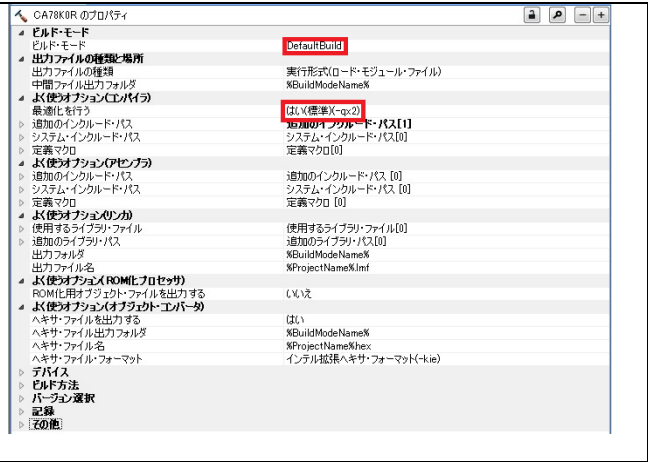 CA78K0R のプロパティ
ビルド・モード
ビルド・モード DefaultBuild
出力ファイルの種類と場所
出力ファイルの種類 実行形式(ロード・モジュール・ファイル)
中間ファイル出力フォルダ %BuildModeName%
よく使うオプション(コンパイラ)
最適化を行う はい(標準)(-qx2)
追加のインクルード・パス 追加のインクルード・パス[1]
システム・インクルード・パス システム・インクルード・パス[0]
定義マクロ 定義マクロ[0]
よく使うオプション(アセンブラ)
追加のインクルード・パス 追加のインクルード・パス [0]
システム・インクルード・パス システム・インクルード・パス [0]
定義マクロ 定義マクロ [0]
よく使うオプション(リンカ)
使用するライブラリ・ファイル 使用するライブラリ・ファイル[0]
追加のライブラリ・パス 追加のライブラリ・パス[0]
出力フォルダ %BuildModeName%
出力ファイル名 %ProjectName%.lmf
よく使うオプション(ROM化プロセッサ)
ROM化用オブジェクト・ファイルを出力する いいえ
よく使うオプション(オブジェクト・コンバータ)
ヘキサ・ファイルを出力する はい
ヘキサ・ファイル出力フォルダ %BuildModeName%
ヘキサ・ファイル名 %ProjectName%.hex
ヘキサ・ファイル・フォーマット インテル拡張ヘキサ・フォーマット(-kie)
デバイス
ビルド方法
バージョン選択
記録
その他